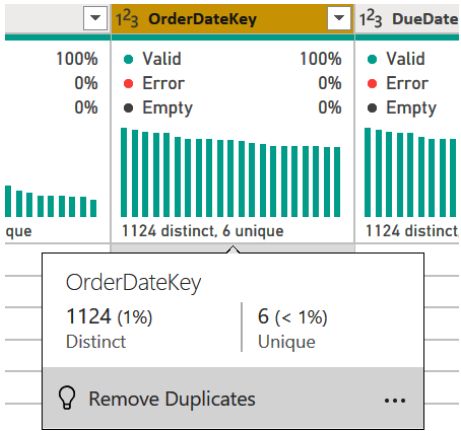 1²3 OrderDateKey 1²3 DueDate
100% Valid 100% Valid
0% Error 0% Error
0% Empty 0% Empty
que 1124 distinct, 6 unique 1124 distinct,
OrderDateKey
1124 (1%) 6 (< 1%)
Distinct Unique
Remove Duplicates ...